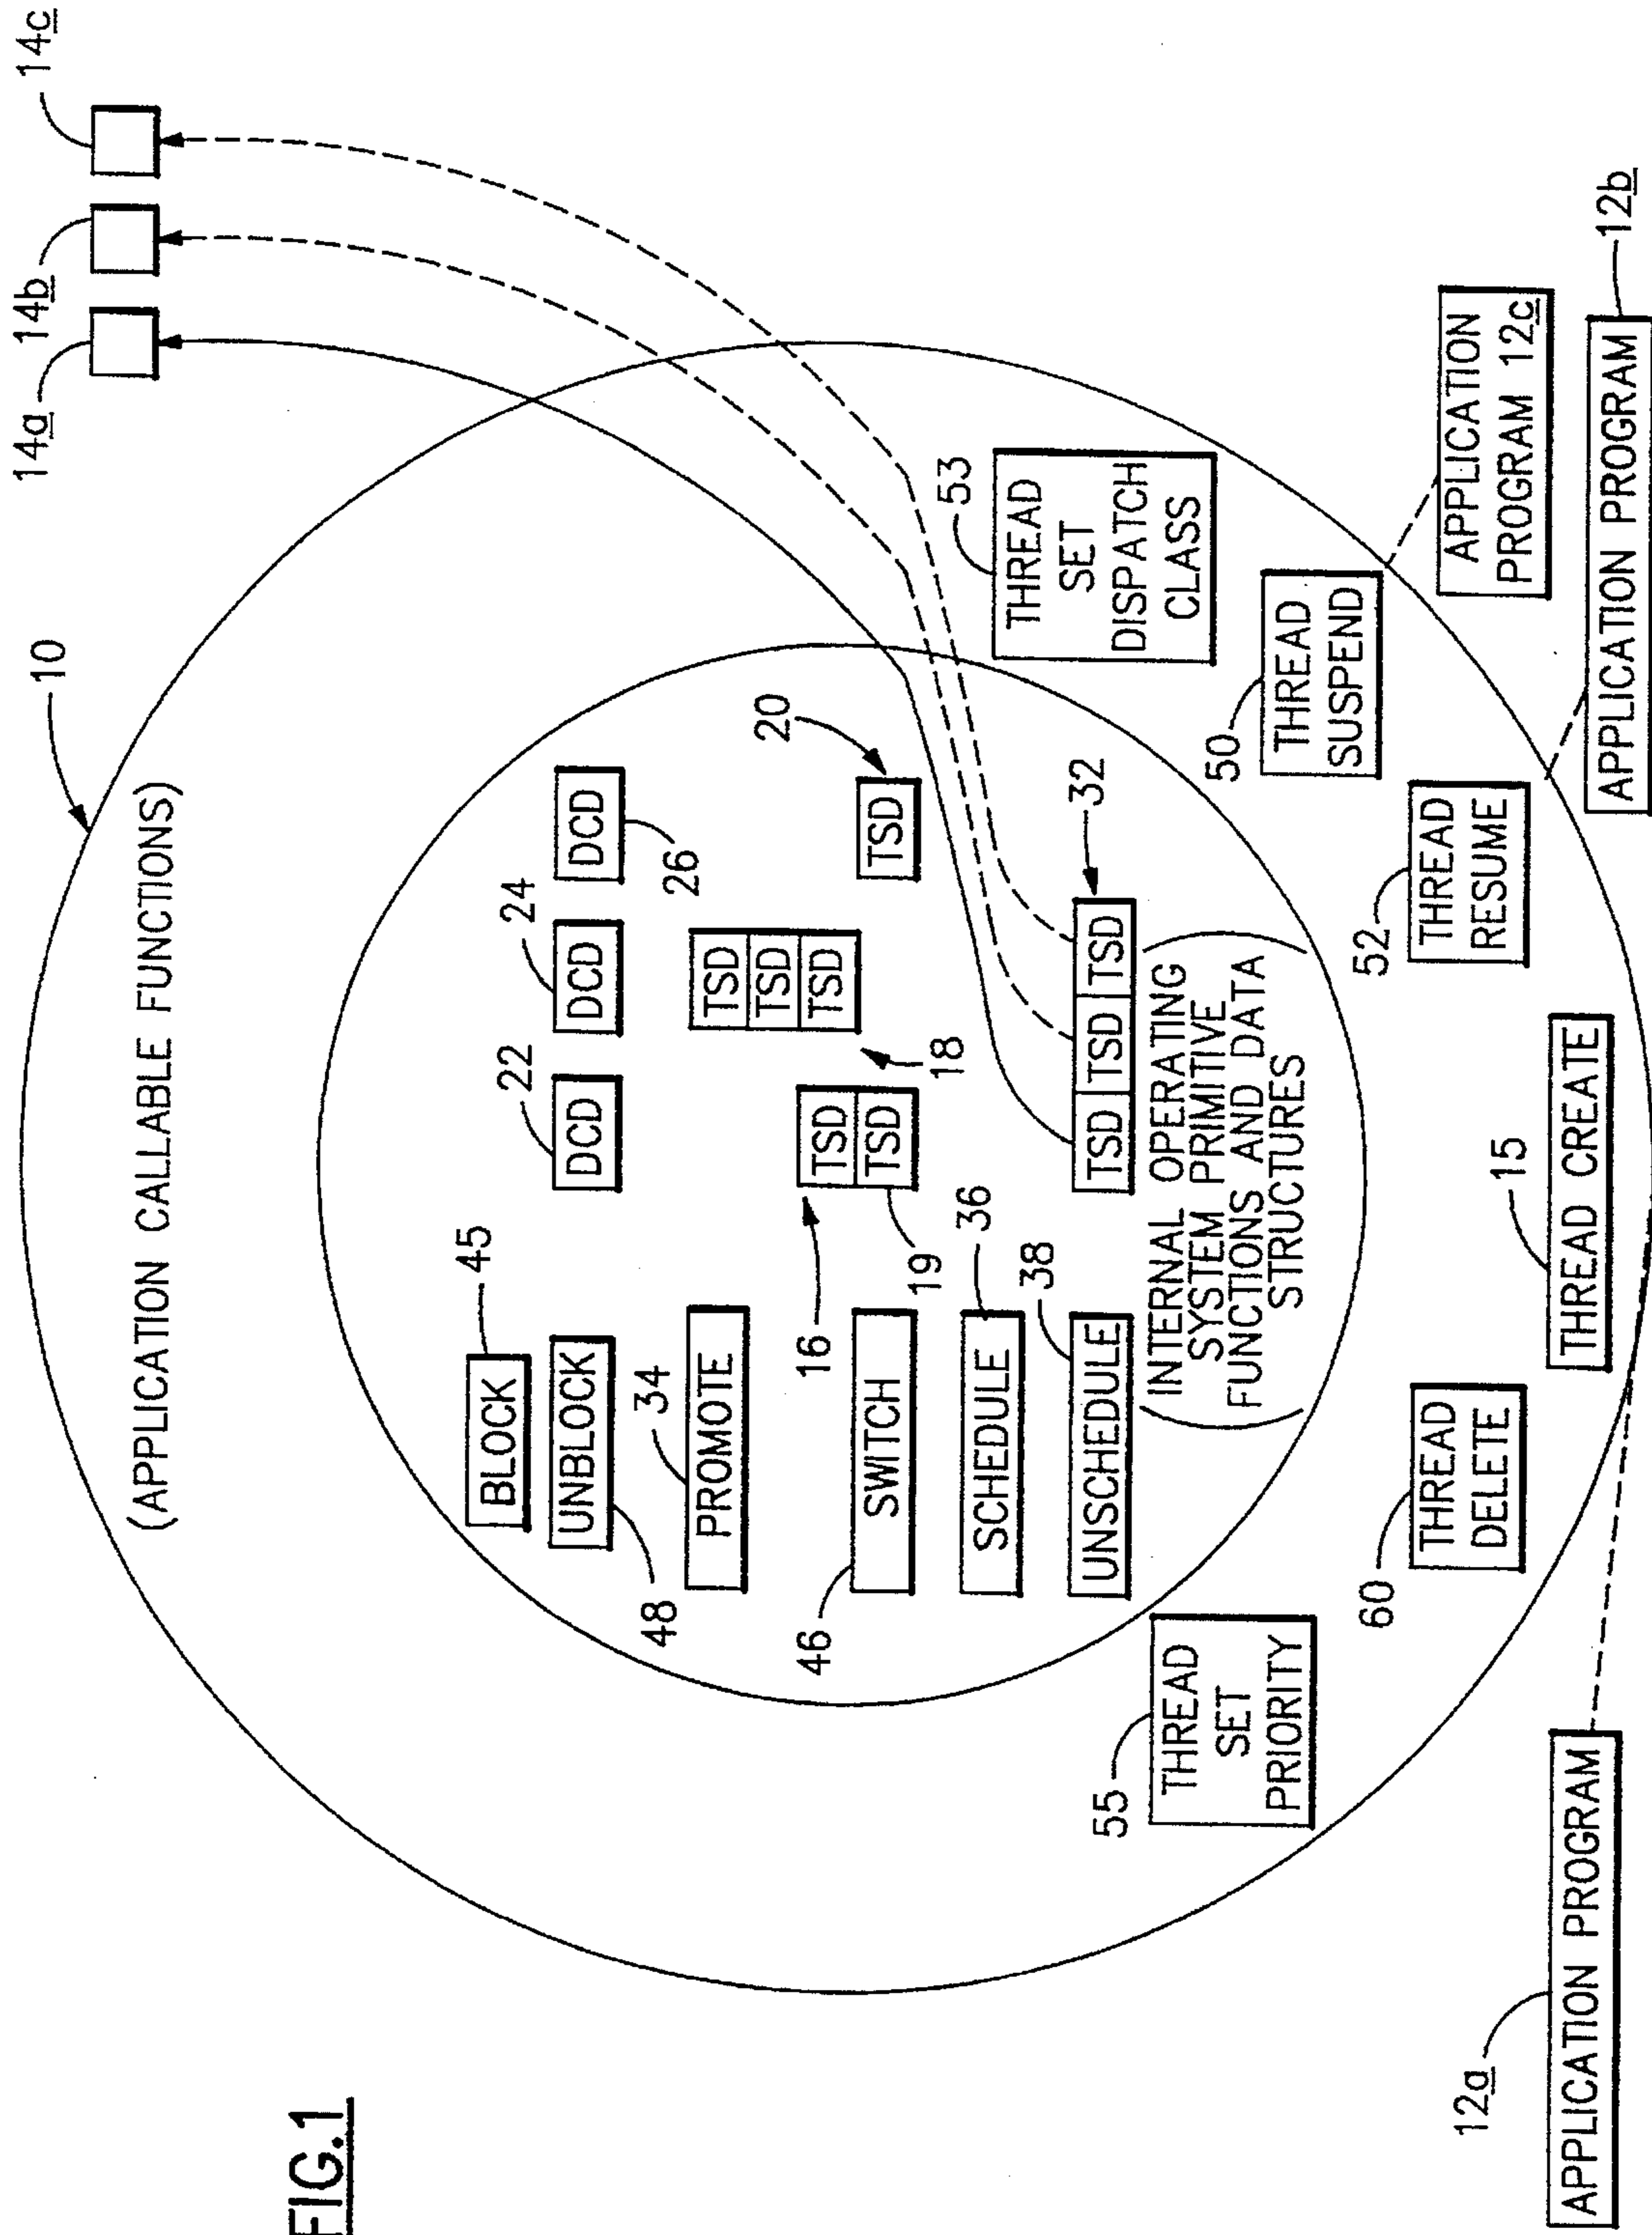 FIG.1
(APPLICATION CALLABLE FUNCTIONS)
10
14a
14b
14c
BLOCK
45
UNBLOCK
48
34
PROMOTE
22
DCD
24
DCD
DCD
26
16
TSD
TSD
19
TSD
TSD
TSD
18
20
TSD
46
SWITCH
SCHEDULE
36
UNSCHEDULE
38
TSD
TSD
TSD
32
INTERNAL OPERATING
SYSTEM PRIMITIVE
FUNCTIONS AND DATA
STRUCTURES
53
THREAD
SET
DISPATCH
CLASS
55
THREAD
SET
PRIORITY
50
THREAD
SUSPEND
52
THREAD
RESUME
60
THREAD
DELETE
15
THREAD CREATE
APPLICATION
PROGRAM 12c
12a
APPLICATION PROGRAM
APPLICATION PROGRAM
12b